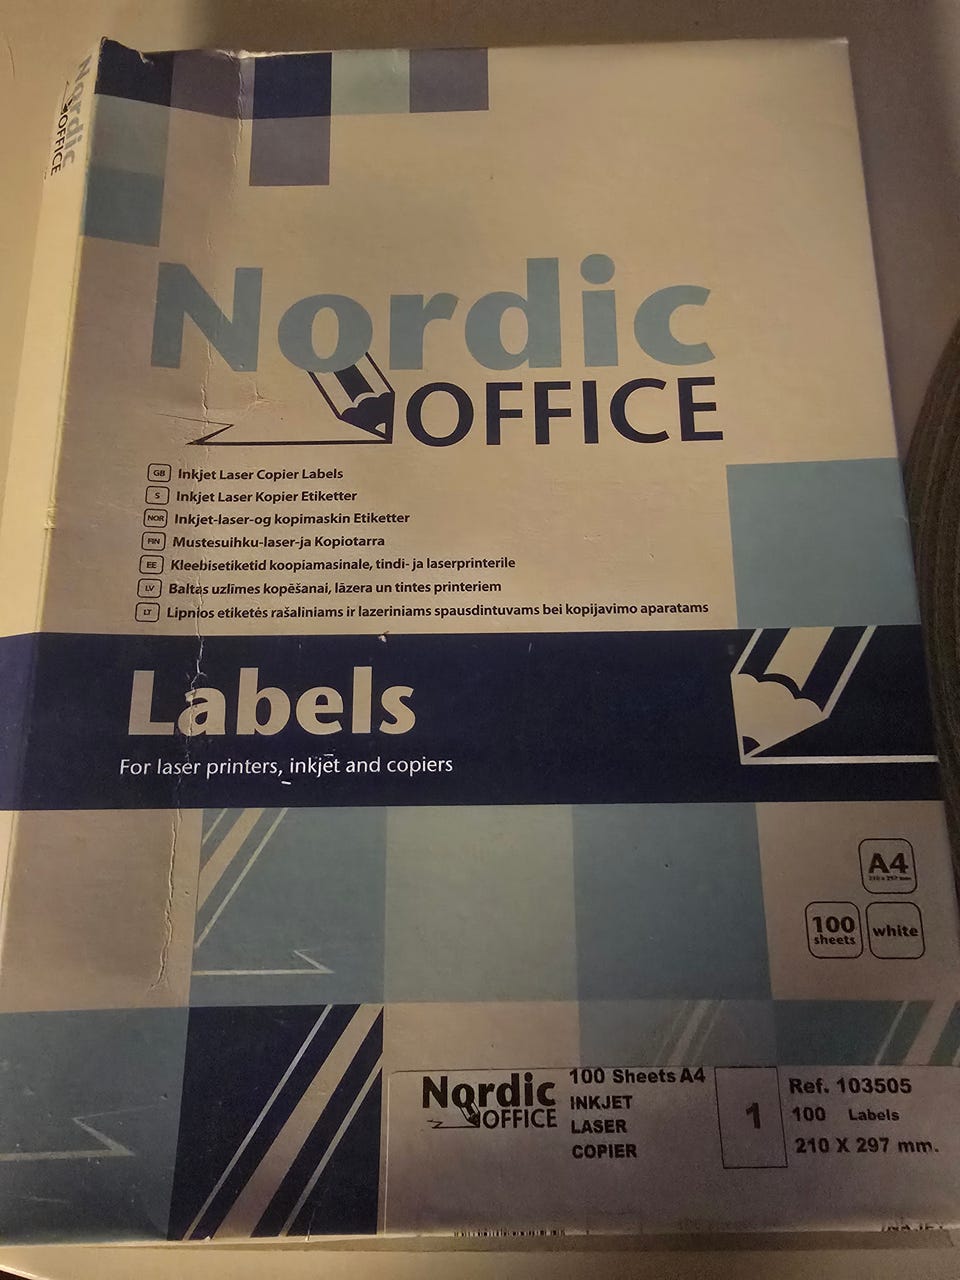 Nordic
OFFICE
Nordic
OFFICE
GB Inkjet Laser Copier Labels
S Inkjet Laser Kopier Etiketter
NOR Inkjet-laser-og kopimaskin Etiketter
FIN Mustesuihku-laser-ja Kopiotarra
EE Kleebisetiketid koopiamasinale, tindi- ja laserprinterile
LV Baltas uzlīmes kopēšanai, lāzera un tintes printeriem
LT Lipnios etiketės rašaliniams ir lazeriniams spausdintuvams bei kopijavimo aparatams
Labels
For laser printers, inkjet and copiers
A4
210 x 297 mm
100
sheets
white
Nordic
OFFICE
100 Sheets A4
INKJET
LASER
COPIER
1
Ref. 103505
100 Labels
210 X 297 mm.